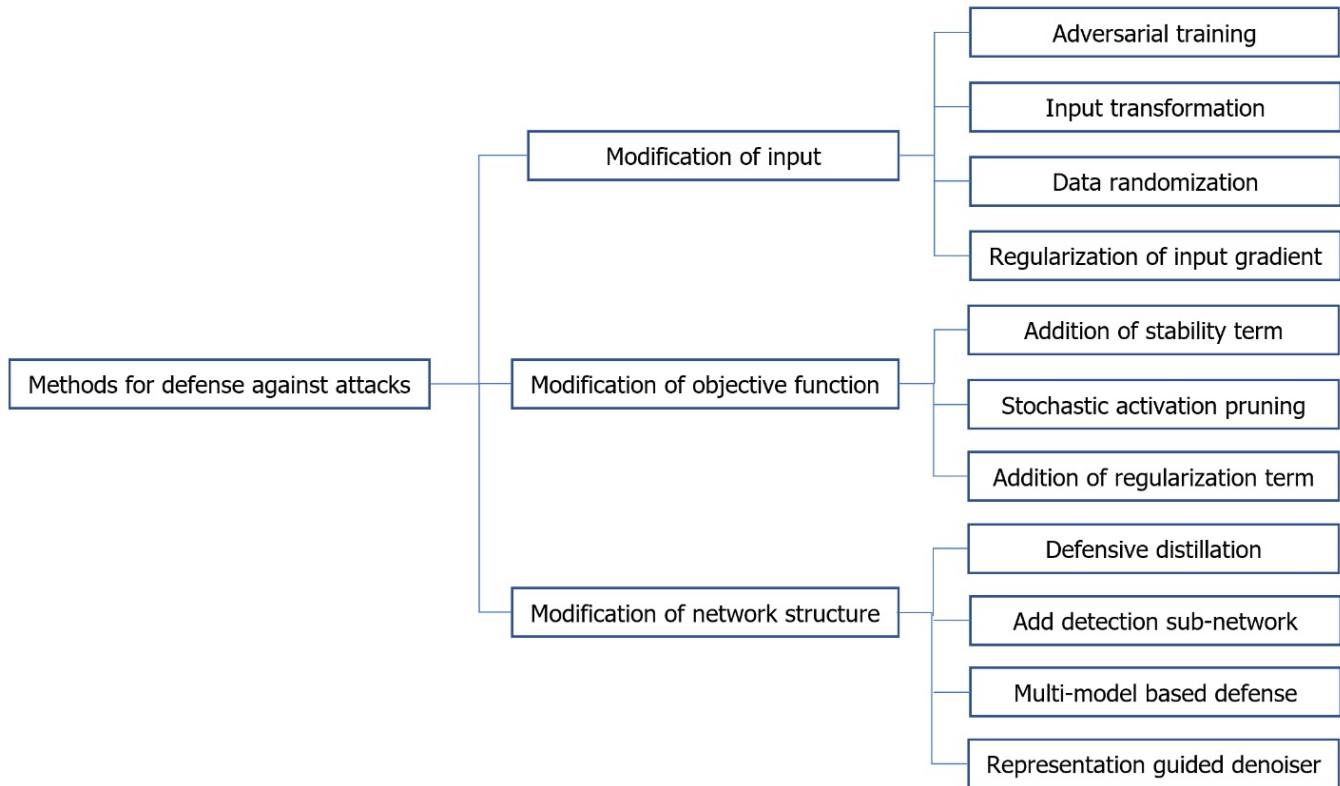 Methods for defense against attacks
Modification of input
Adversarial training
Input transformation
Data randomization
Regularization of input gradient
Modification of objective function
Addition of stability term
Stochastic activation pruning
Addition of regularization term
Modification of network structure
Defensive distillation
Add detection sub-network
Multi-model based defense
Representation guided denoiser